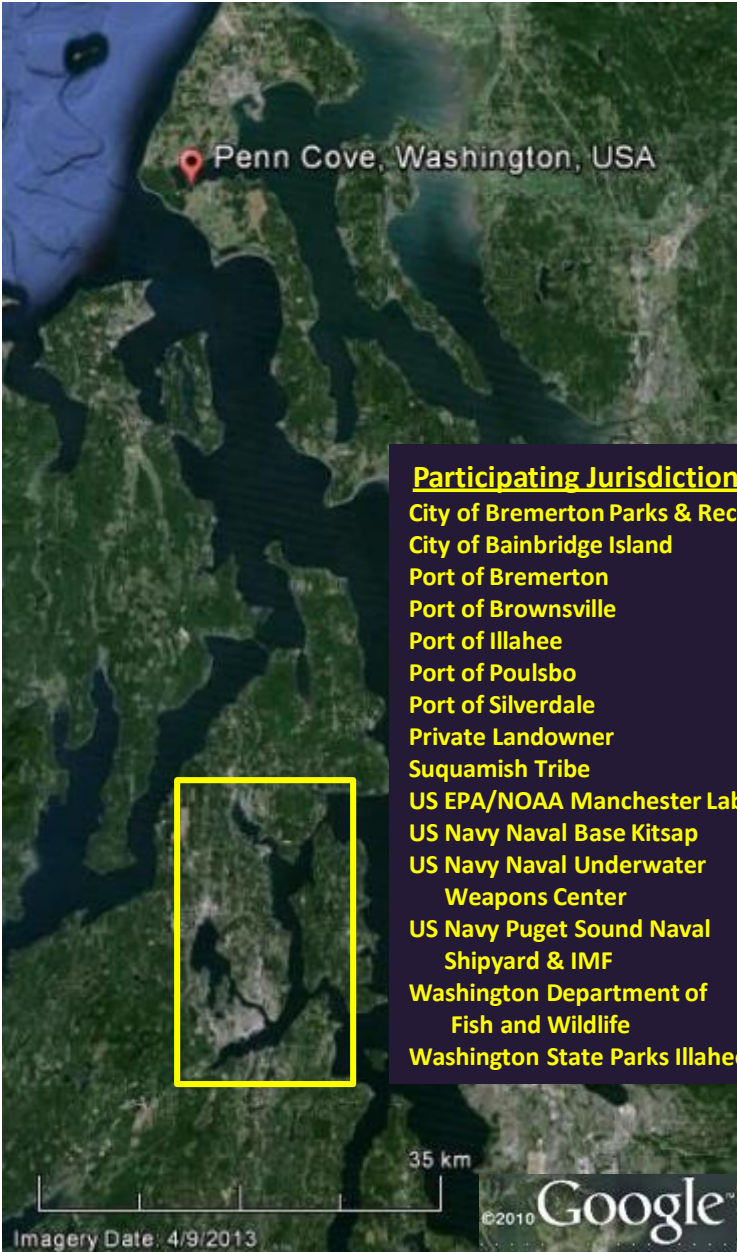 Penn Cove, Washington, USA
Participating Jurisdiction
City of Bremerton Parks & Rec
City of Bainbridge Island
Port of Bremerton
Port of Brownsville
Port of Illahee
Port of Poulsbo
Port of Silverdale
Private Landowner
Suquamish Tribe
US EPA/NOAA Manchester Lab
US Navy Naval Base Kitsap
US Navy Naval Underwater
Weapons Center
US Navy Puget Sound Naval
Shipyard & IMF
Washington Department of
Fish and Wildlife
Washington State Parks Illahee
35 km
©2010 Google™
Imagery Date: 4/9/2013